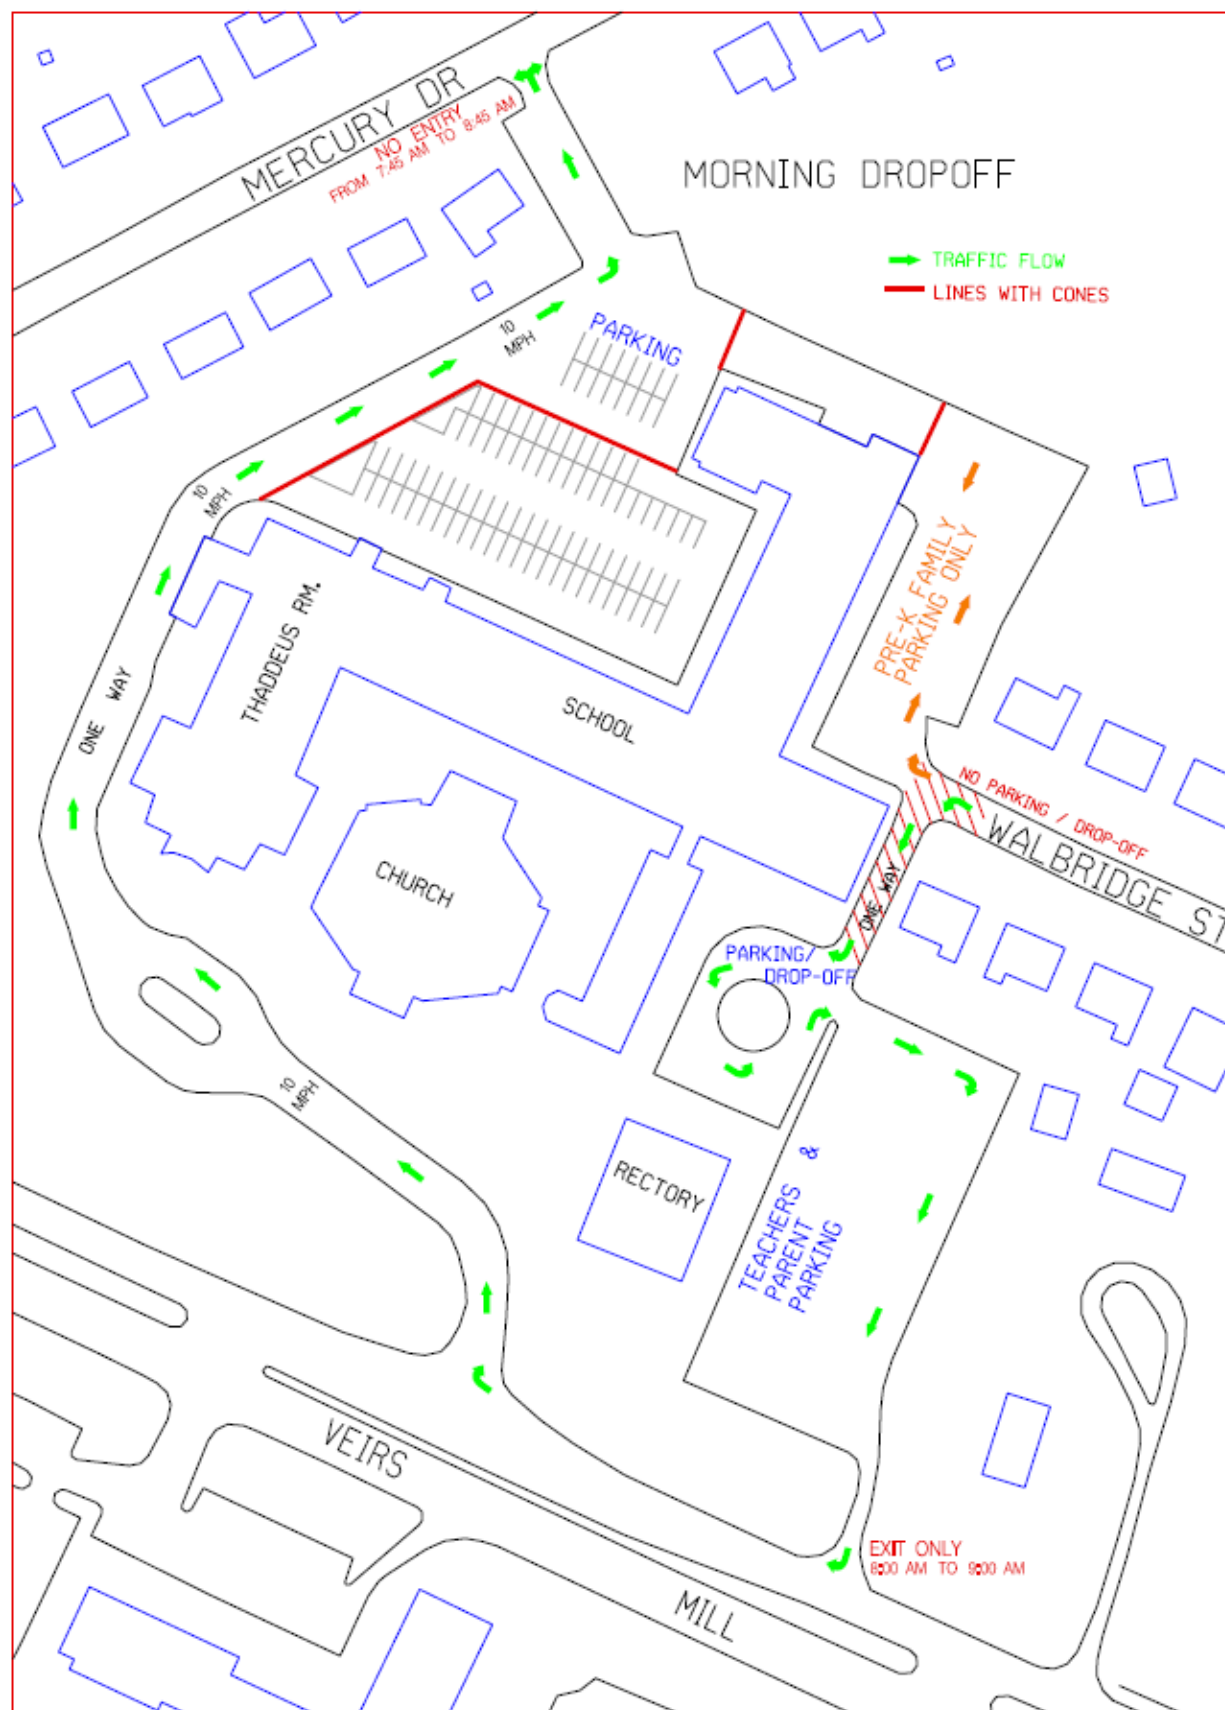 MERCURY DR
NO ENTRY
FROM 7:45 AM TO 8:45 AM
MORNING DROPOFF
TRAFFIC FLOW
LINES WITH CONES
10
MPH
PARKING
10
MPH
PRE-K FAMILY
PARKING ONLY
THADDEUS RM.
ONE WAY
SCHOOL
NO PARKING / DROP-OFF
WALBRIDGE ST
CHURCH
ONE WAY
PARKING/
DROP-OFF
10
MPH
RECTORY
TEACHERS &
PARENT
PARKING
VEIRS
MILL
EXIT ONLY
8:00 AM TO 9:00 AM